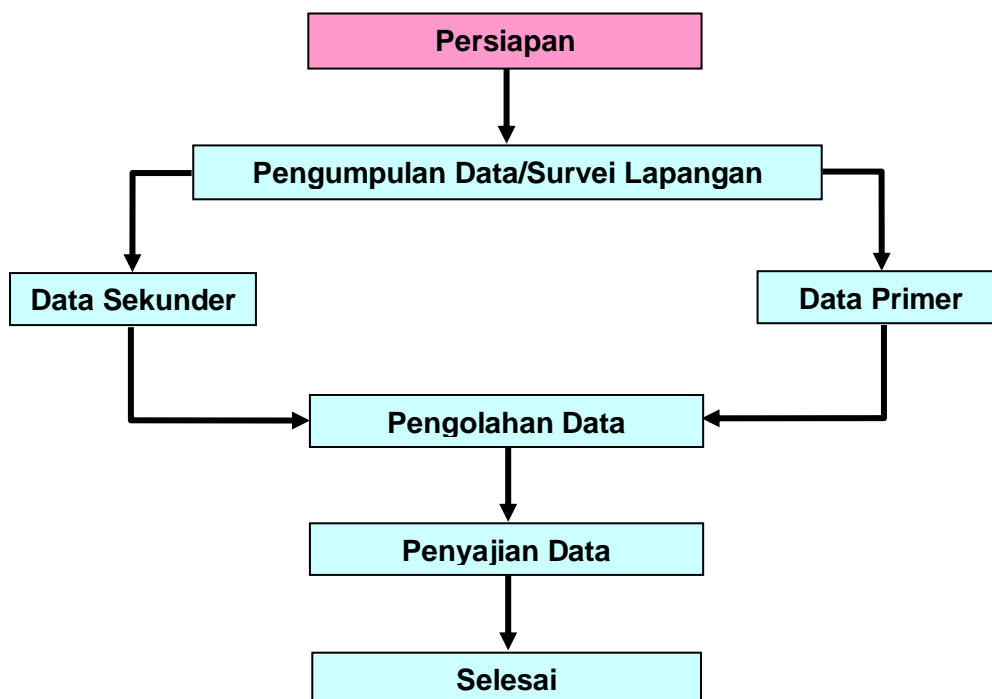 Persiapan
Pengumpulan Data/Survei Lapangan
Data Sekunder
Data Primer
Pengolahan Data
Penyajian Data
Selesai